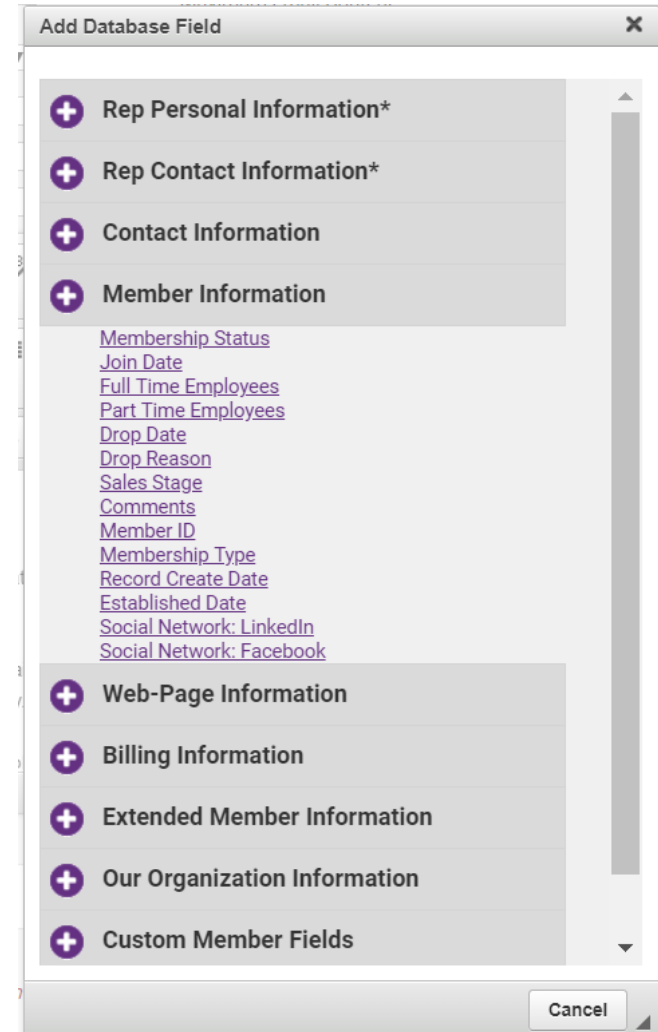 Add Database Field
Rep Personal Information*
Rep Contact Information*
Contact Information
Member Information
Membership Status
Join Date
Full Time Employees
Part Time Employees
Drop Date
Drop Reason
Sales Stage
Comments
Member ID
Membership Type
Record Create Date
Established Date
Social Network: LinkedIn
Social Network: Facebook
Web-Page Information
Billing Information
Extended Member Information
Our Organization Information
Custom Member Fields
Cancel